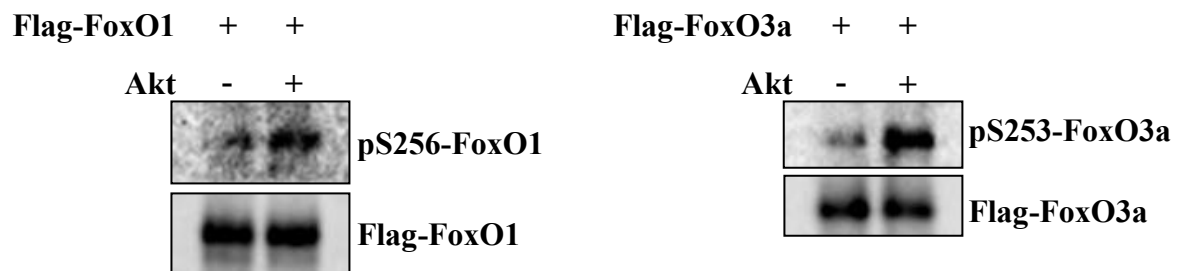 Flag-FoxO1 + +
Akt - +
pS256-FoxO1
Flag-FoxO1
Flag-FoxO3a + +
Akt - +
pS253-FoxO3a
Flag-FoxO3a